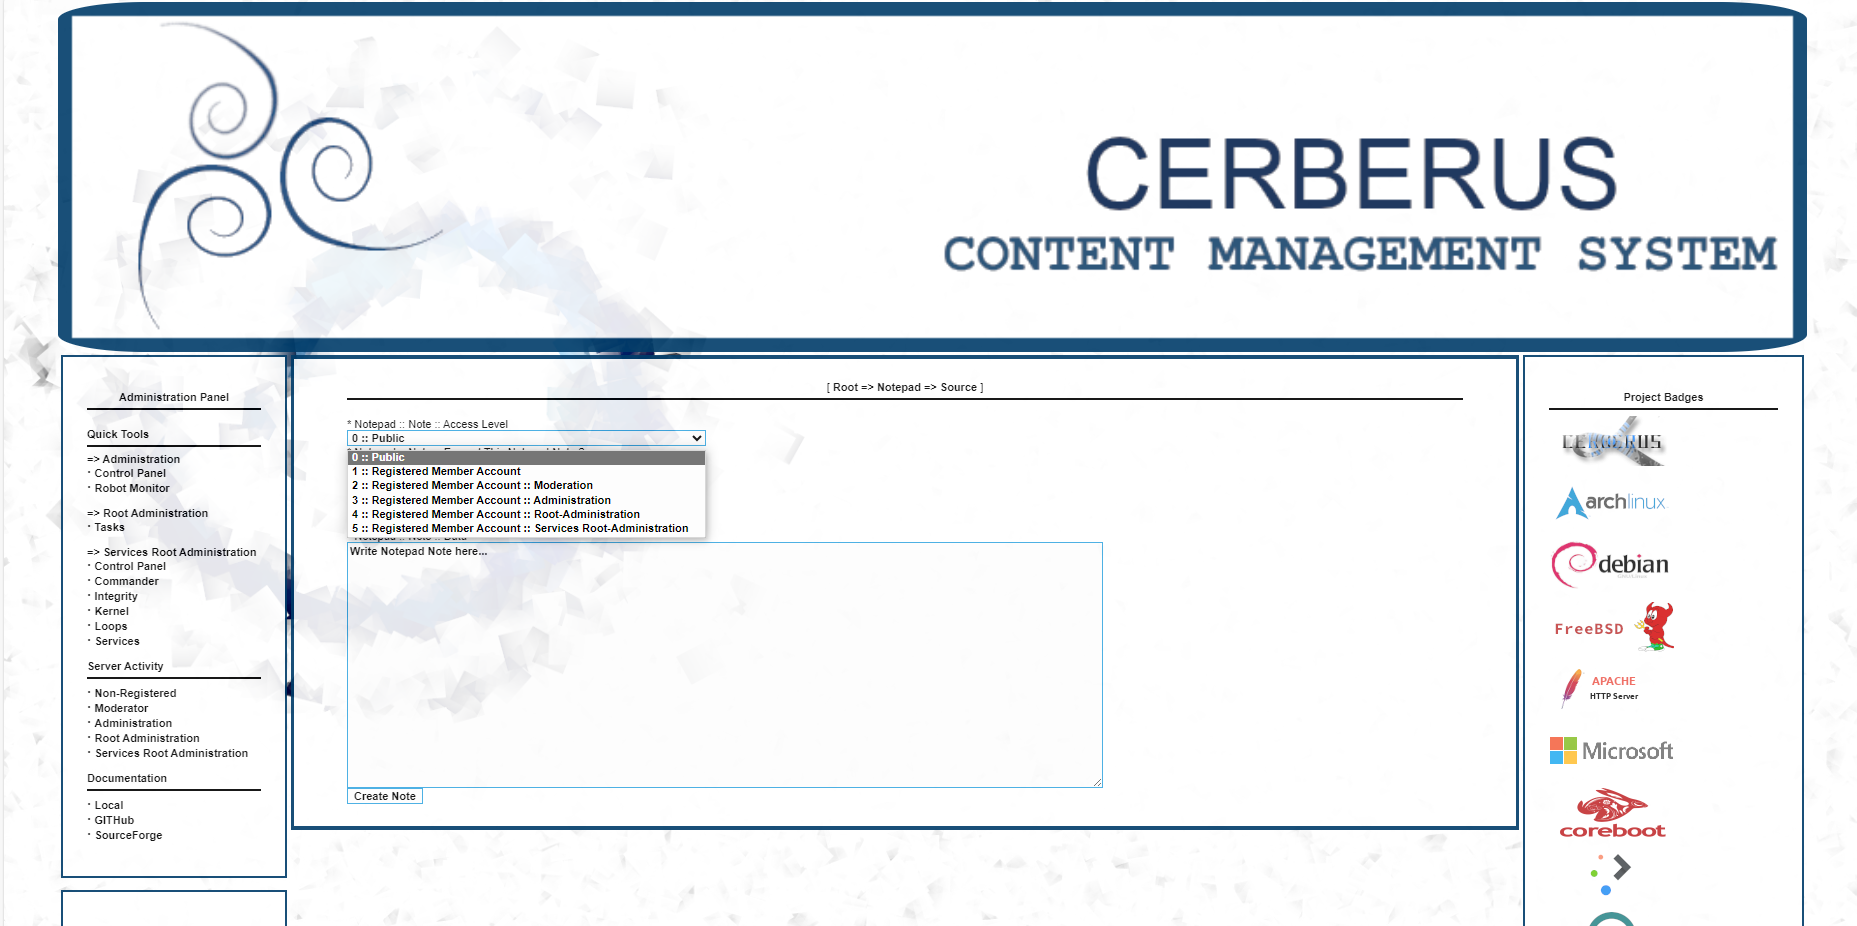 CERBERUS
CONTENT MANAGEMENT SYSTEM
Administration Panel
Quick Tools
=> Administration
· Control Panel
· Robot Monitor
=> Root Administration
· Tasks
=> Services Root Administration
· Control Panel
· Commander
· Integrity
· Kernel
· Loops
· Services
Server Activity
· Non-Registered
· Moderator
· Administration
· Root Administration
· Services Root Administration
Documentation
· Local
· GITHub
· SourceForge
[ Root => Notepad => Source ]
* Notepad :: Note :: Access Level
0 :: Public
0 :: Public
1 :: Registered Member Account
2 :: Registered Member Account :: Moderation
3 :: Registered Member Account :: Administration
4 :: Registered Member Account :: Root-Administration
5 :: Registered Member Account :: Services Root-Administration
* Notepad :: Note :: Data
Write Notepad Note here...
Create Note
Project Badges
CERBERUS
archlinux
debian
FreeBSD
APACHE
HTTP Server
Microsoft
coreboot